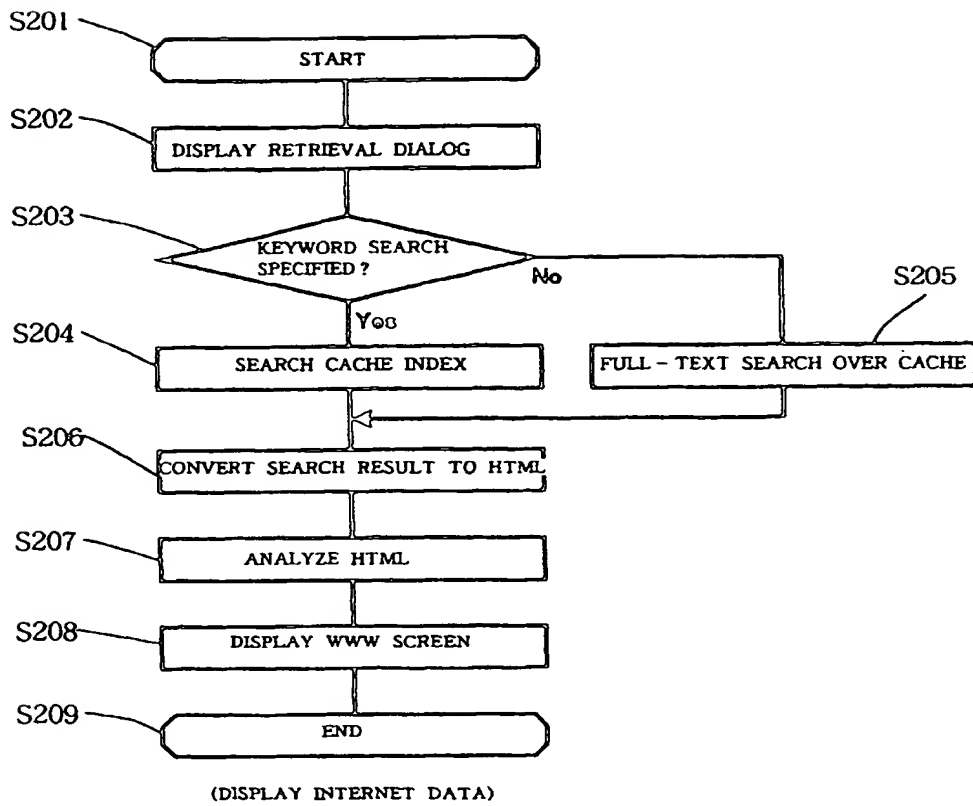 S201
START
S202
DISPLAY RETRIEVAL DIALOG
S203
KEYWORD SEARCH
SPECIFIED?
No
S205
Yes
S204
SEARCH CACHE INDEX
FULL-TEXT SEARCH OVER CACHE
S206
CONVERT SEARCH RESULT TO HTML
S207
ANALYZE HTML
S208
DISPLAY WWW SCREEN
S209
END
(DISPLAY INTERNET DATA)